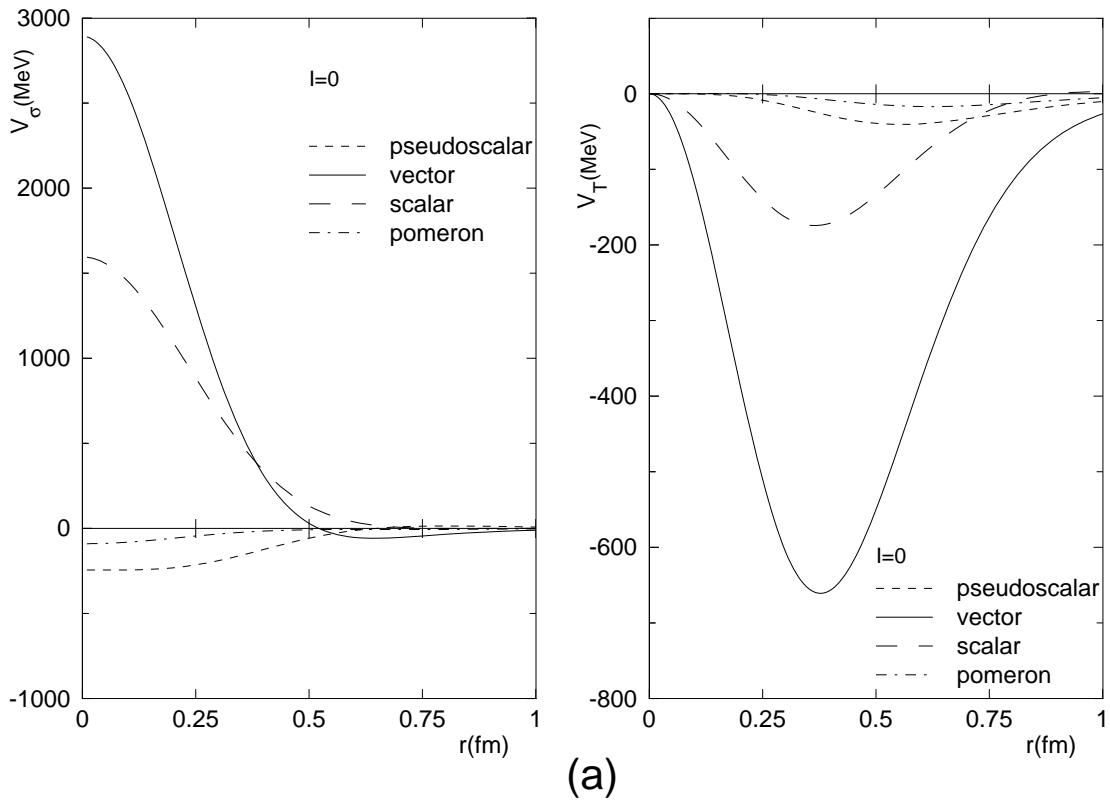 3000
2000
1000
0
-1000
V_σ(MeV)
I=0
pseudoscalar
vector
scalar
pomeron
0 0.25 0.5 0.75 1
r(fm)
0
-200
-400
-600
-800
V_T(MeV)
I=0
pseudoscalar
vector
scalar
pomeron
0 0.25 0.5 0.75 1
r(fm)
(a)